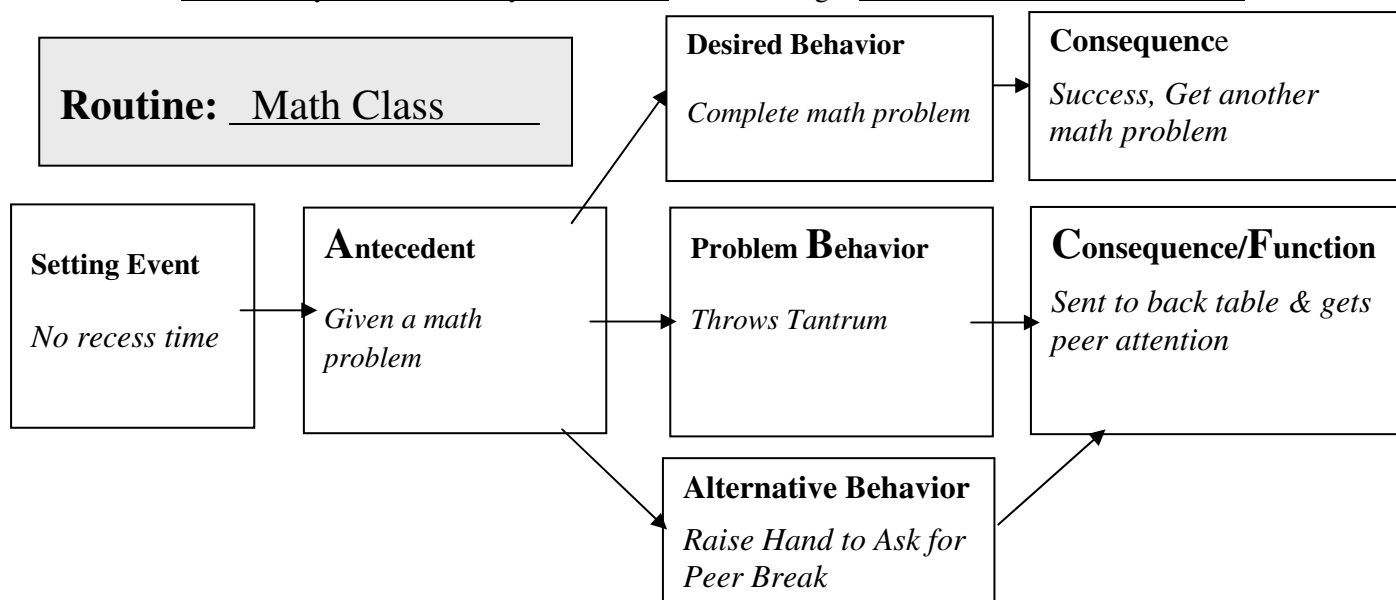 Routine: Math Class
Desired Behavior
Complete math problem
Consequence
Success, Get another
math problem
Setting Event
No recess time
Antecedent
Given a math
problem
Problem Behavior
Throws Tantrum
Consequence/Function
Sent to back table & gets
peer attention
Alternative Behavior
Raise Hand to Ask for
Peer Break